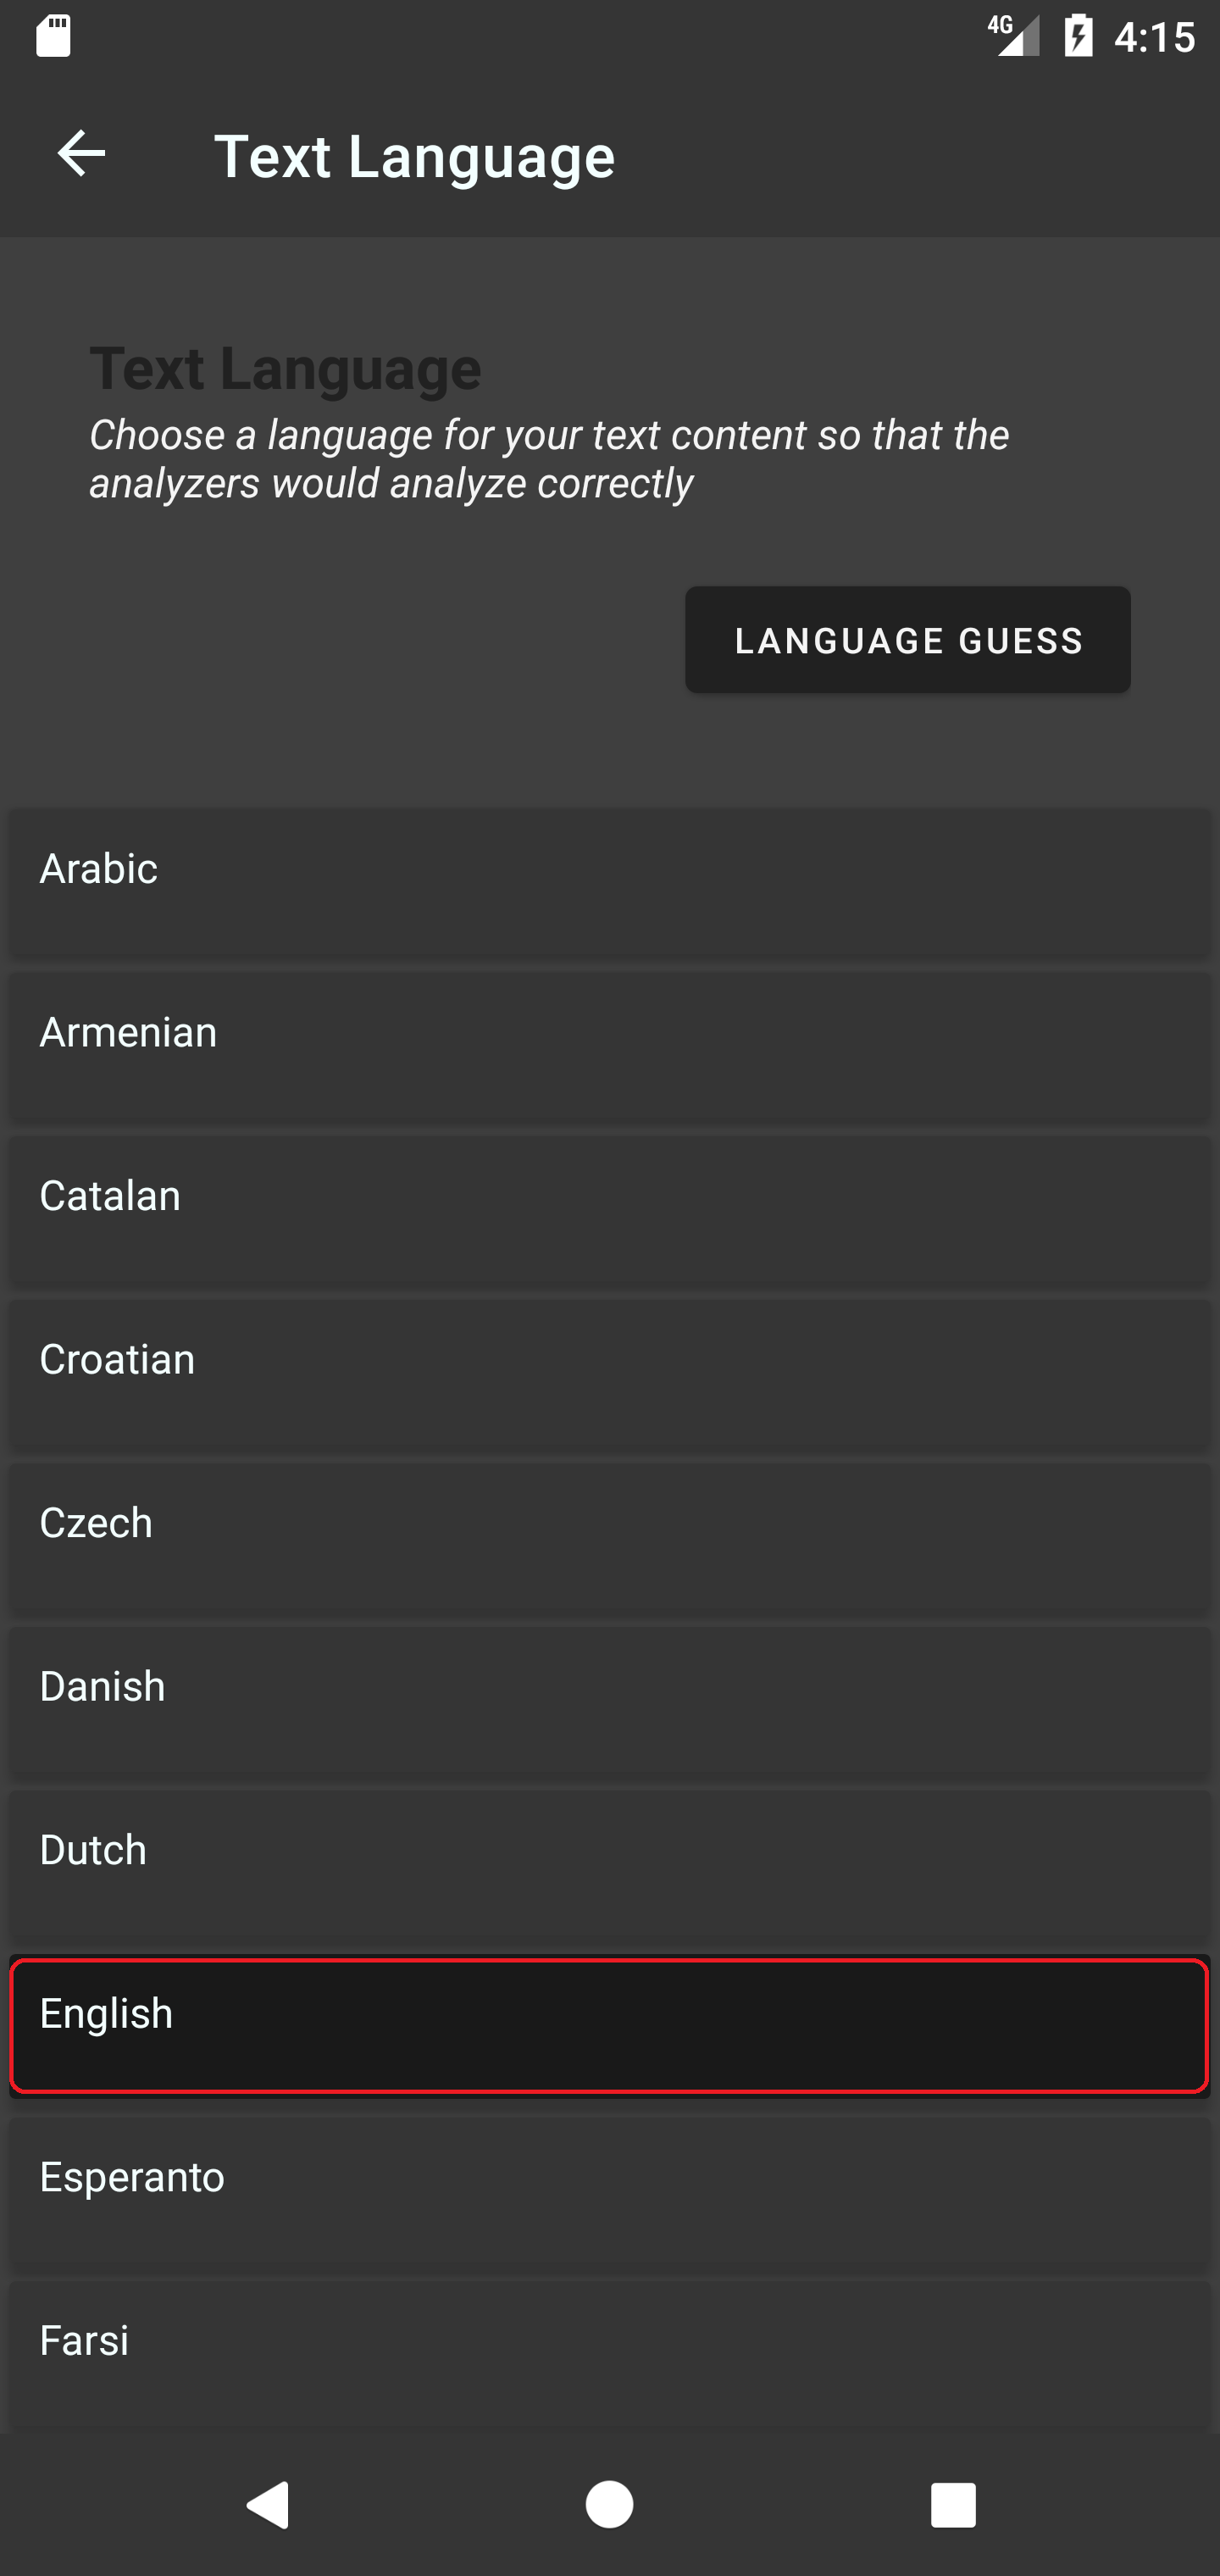 4G 4:15
Text Language
Text Language
Choose a language for your text content so that the
analyzers would analyze correctly
LANGUAGE GUESS
Arabic
Armenian
Catalan
Croatian
Czech
Danish
Dutch
English
Esperanto
Farsi